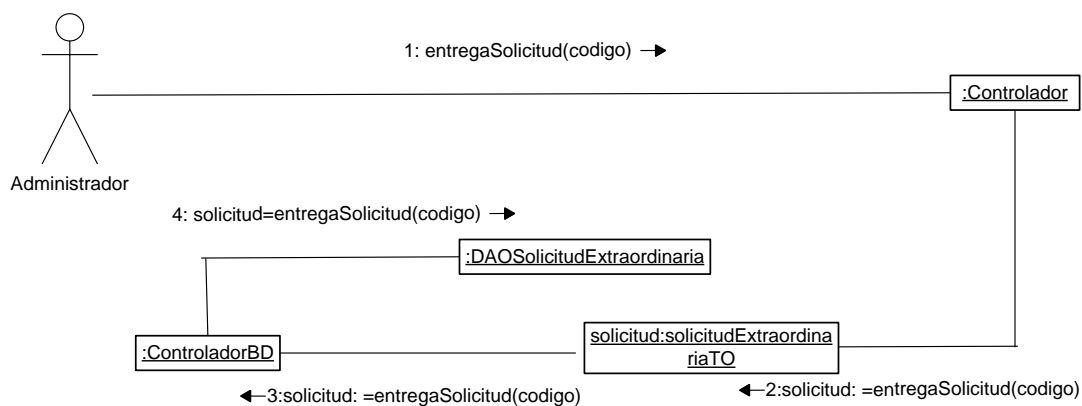 1: entregaSolicitud(codigo)
:Controlador
Administrador
4: solicitud=entregaSolicitud(codigo)
:DAOSolicitudExtraordinaria
:ControladorBD
solicitud:solicitudExtraordina
riaTO
3:solicitud: =entregaSolicitud(codigo)
2:solicitud: =entregaSolicitud(codigo)